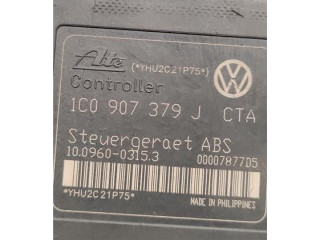 Ate (*YHU2C21P75*)
Controller
1C0 907 379 J CTA
Steuergeraet ABS
10.0960-0315.3 00007877D5
*YHU2C21P75*
MADE IN PHILIPPINES